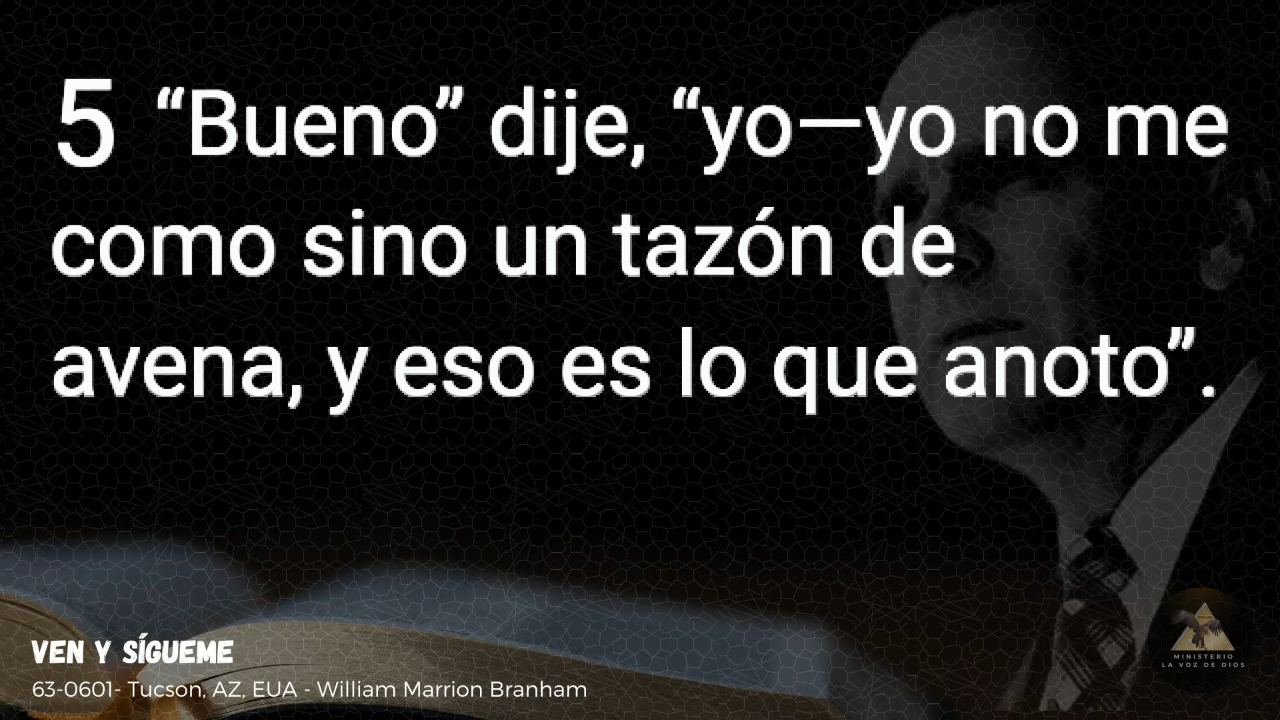 5 “Bueno” dije, “yo—yo no me
como sino un tazón de
avena, y eso es lo que anoto”.
VEN Y SÍGUEME
63-0601- Tucson, AZ, EUA - William Marrion Branham
MINISTERIO
LA VOZ DE DIOS